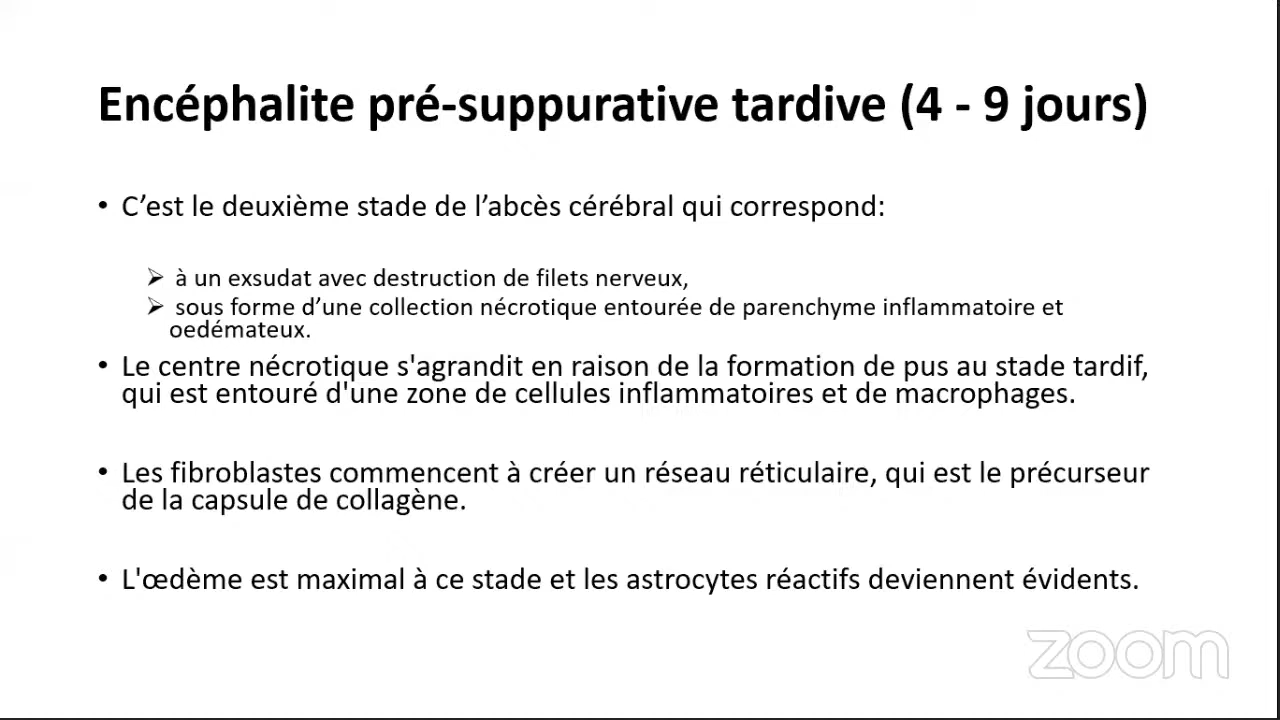 Encéphalite pré-suppurative tardive (4 - 9 jours)
• C’est le deuxième stade de l’abcès cérébral qui correspond:
➢ à un exsudat avec destruction de filets nerveux,
➢ sous forme d’une collection nécrotique entourée de parenchyme inflammatoire et
oedémateux.
• Le centre nécrotique s'agrandit en raison de la formation de pus au stade tardif,
qui est entouré d'une zone de cellules inflammatoires et de macrophages.
• Les fibroblastes commencent à créer un réseau réticulaire, qui est le précurseur
de la capsule de collagène.
• L'œdème est maximal à ce stade et les astrocytes réactifs deviennent évidents.
zoom